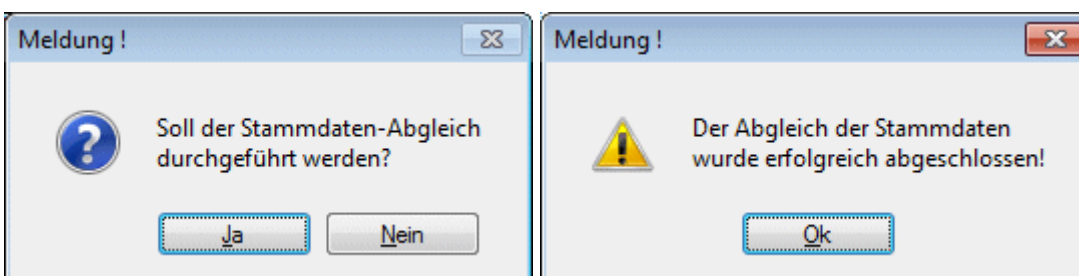 Meldung !
Soll der Stammdaten-Abgleich
durchgeführt werden?
Ja
Nein
Meldung !
Der Abgleich der Stammdaten
wurde erfolgreich abgeschlossen!
Ok